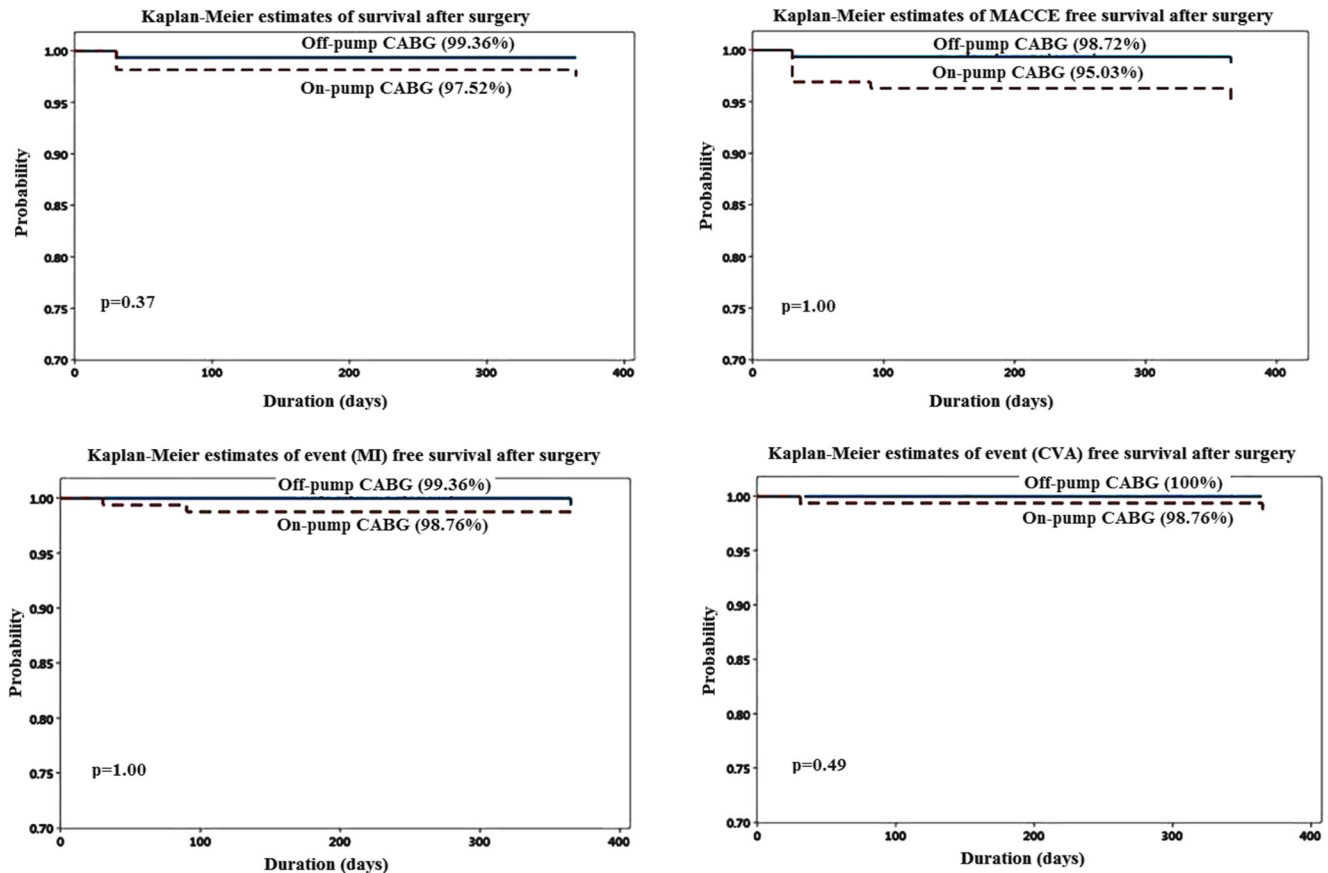 Kaplan-Meier estimates of survival after surgery
Off-pump CABG (99.36%)
On-pump CABG (97.52%)
1.00
0.95
0.90
0.85
0.80
0.75
0.70
Probability
p=0.37
0 100 200 300 400
Duration (days)
Kaplan-Meier estimates of MACCE free survival after surgery
Off-pump CABG (98.72%)
On-pump CABG (95.03%)
1.00
0.95
0.90
0.85
0.80
0.75
0.70
Probability
p=1.00
0 100 200 300 400
Duration (days)
Kaplan-Meier estimates of event (MI) free survival after surgery
Off-pump CABG (99.36%)
On-pump CABG (98.76%)
1.00
0.95
0.90
0.85
0.80
0.75
0.70
Probability
p=1.00
0 100 200 300 400
Duration (days)
Kaplan-Meier estimates of event (CVA) free survival after surgery
Off-pump CABG (100%)
On-pump CABG (98.76%)
1.00
0.95
0.90
0.85
0.80
0.75
0.70
Probability
p=0.49
0 100 200 300 400
Duration (days)